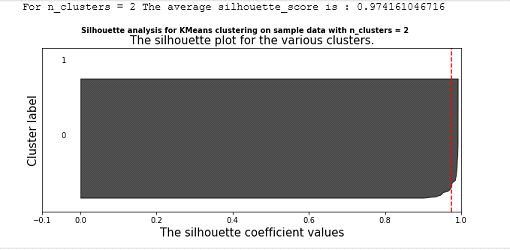 For n_clusters = 2 The average silhouette_score is : 0.974161046716
Silhouette analysis for KMeans clustering on sample data with n_clusters = 2
The silhouette plot for the various clusters.
1
0
Cluster label
−0.1 0.0 0.2 0.4 0.6 0.8 1.0
The silhouette coefficient values